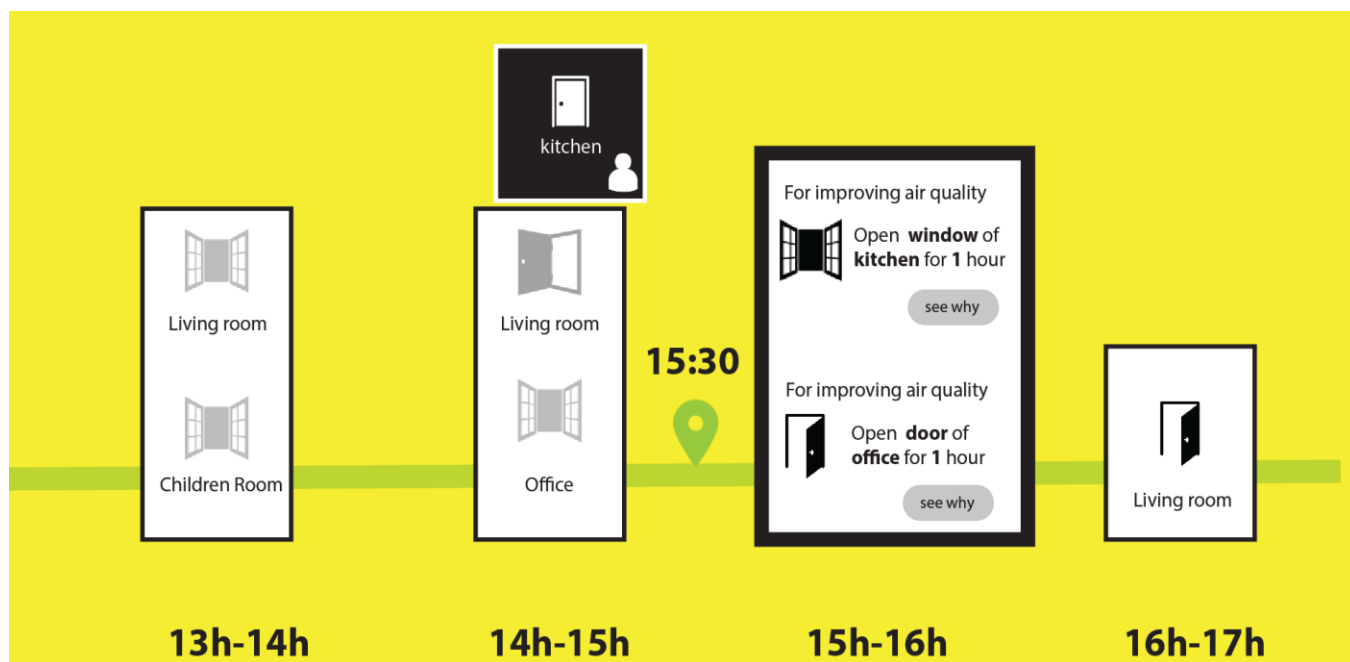 kitchen
Living room
Children Room
Living room
Office
15:30
For improving air quality
Open window of
kitchen for 1 hour
see why
For improving air quality
Open door of
office for 1 hour
see why
Living room
13h-14h
14h-15h
15h-16h
16h-17h